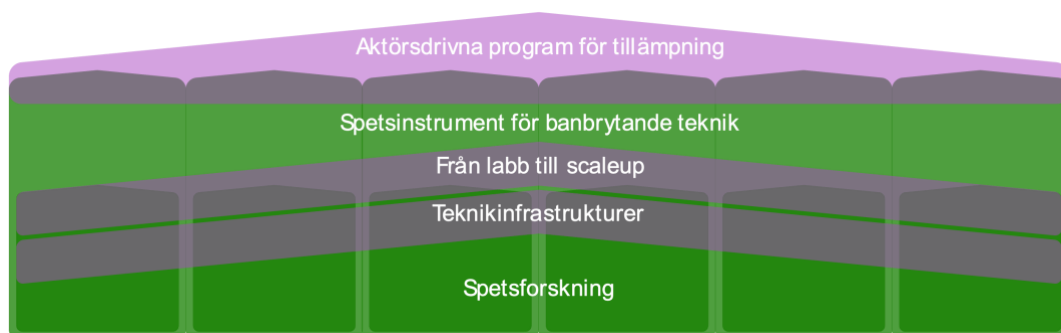 Aktörsdrivna program för tillämpning
Spetsinstrument för banbrytande teknik
Från labb till scaleup
Teknikinfrastrukturer
Spetsforskning